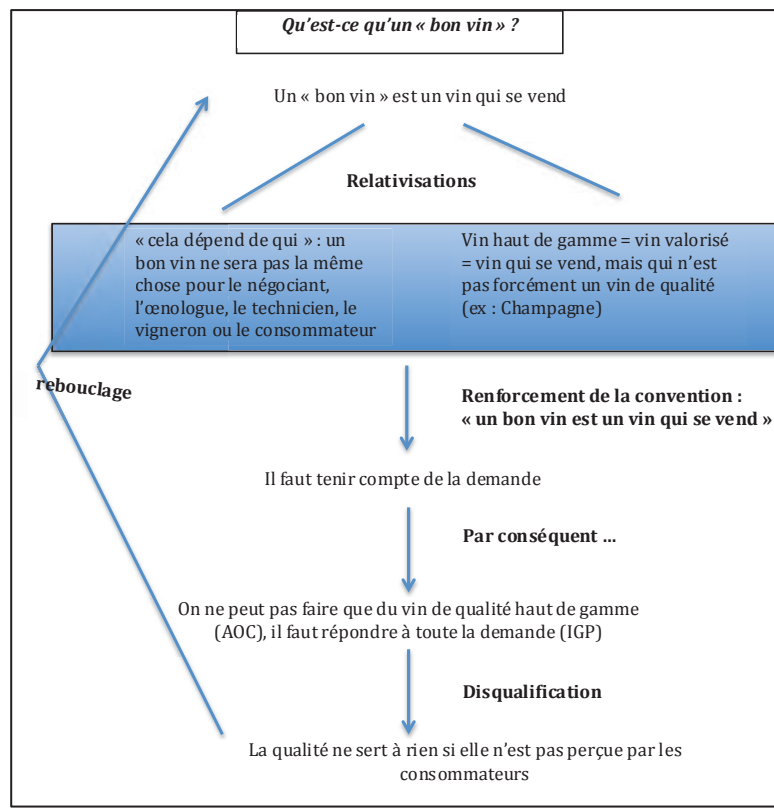 Qu’est-ce qu’un « bon vin » ?
Un « bon vin » est un vin qui se vend
Relativisations
« cela dépend de qui » : un
bon vin ne sera pas la même
chose pour le négociant,
l’œnologue, le technicien, le
vigneron ou le consommateur
Vin haut de gamme = vin valorisé
= vin qui se vend, mais qui n’est
pas forcément un vin de qualité
(ex : Champagne)
rebouclage
Renforcement de la convention :
« un bon vin est un vin qui se vend »
Il faut tenir compte de la demande
Par conséquent …
On ne peut pas faire que du vin de qualité haut de gamme
(AOC), il faut répondre à toute la demande (IGP)
Disqualification
La qualité ne sert à rien si elle n’est pas perçue par les
consommateurs